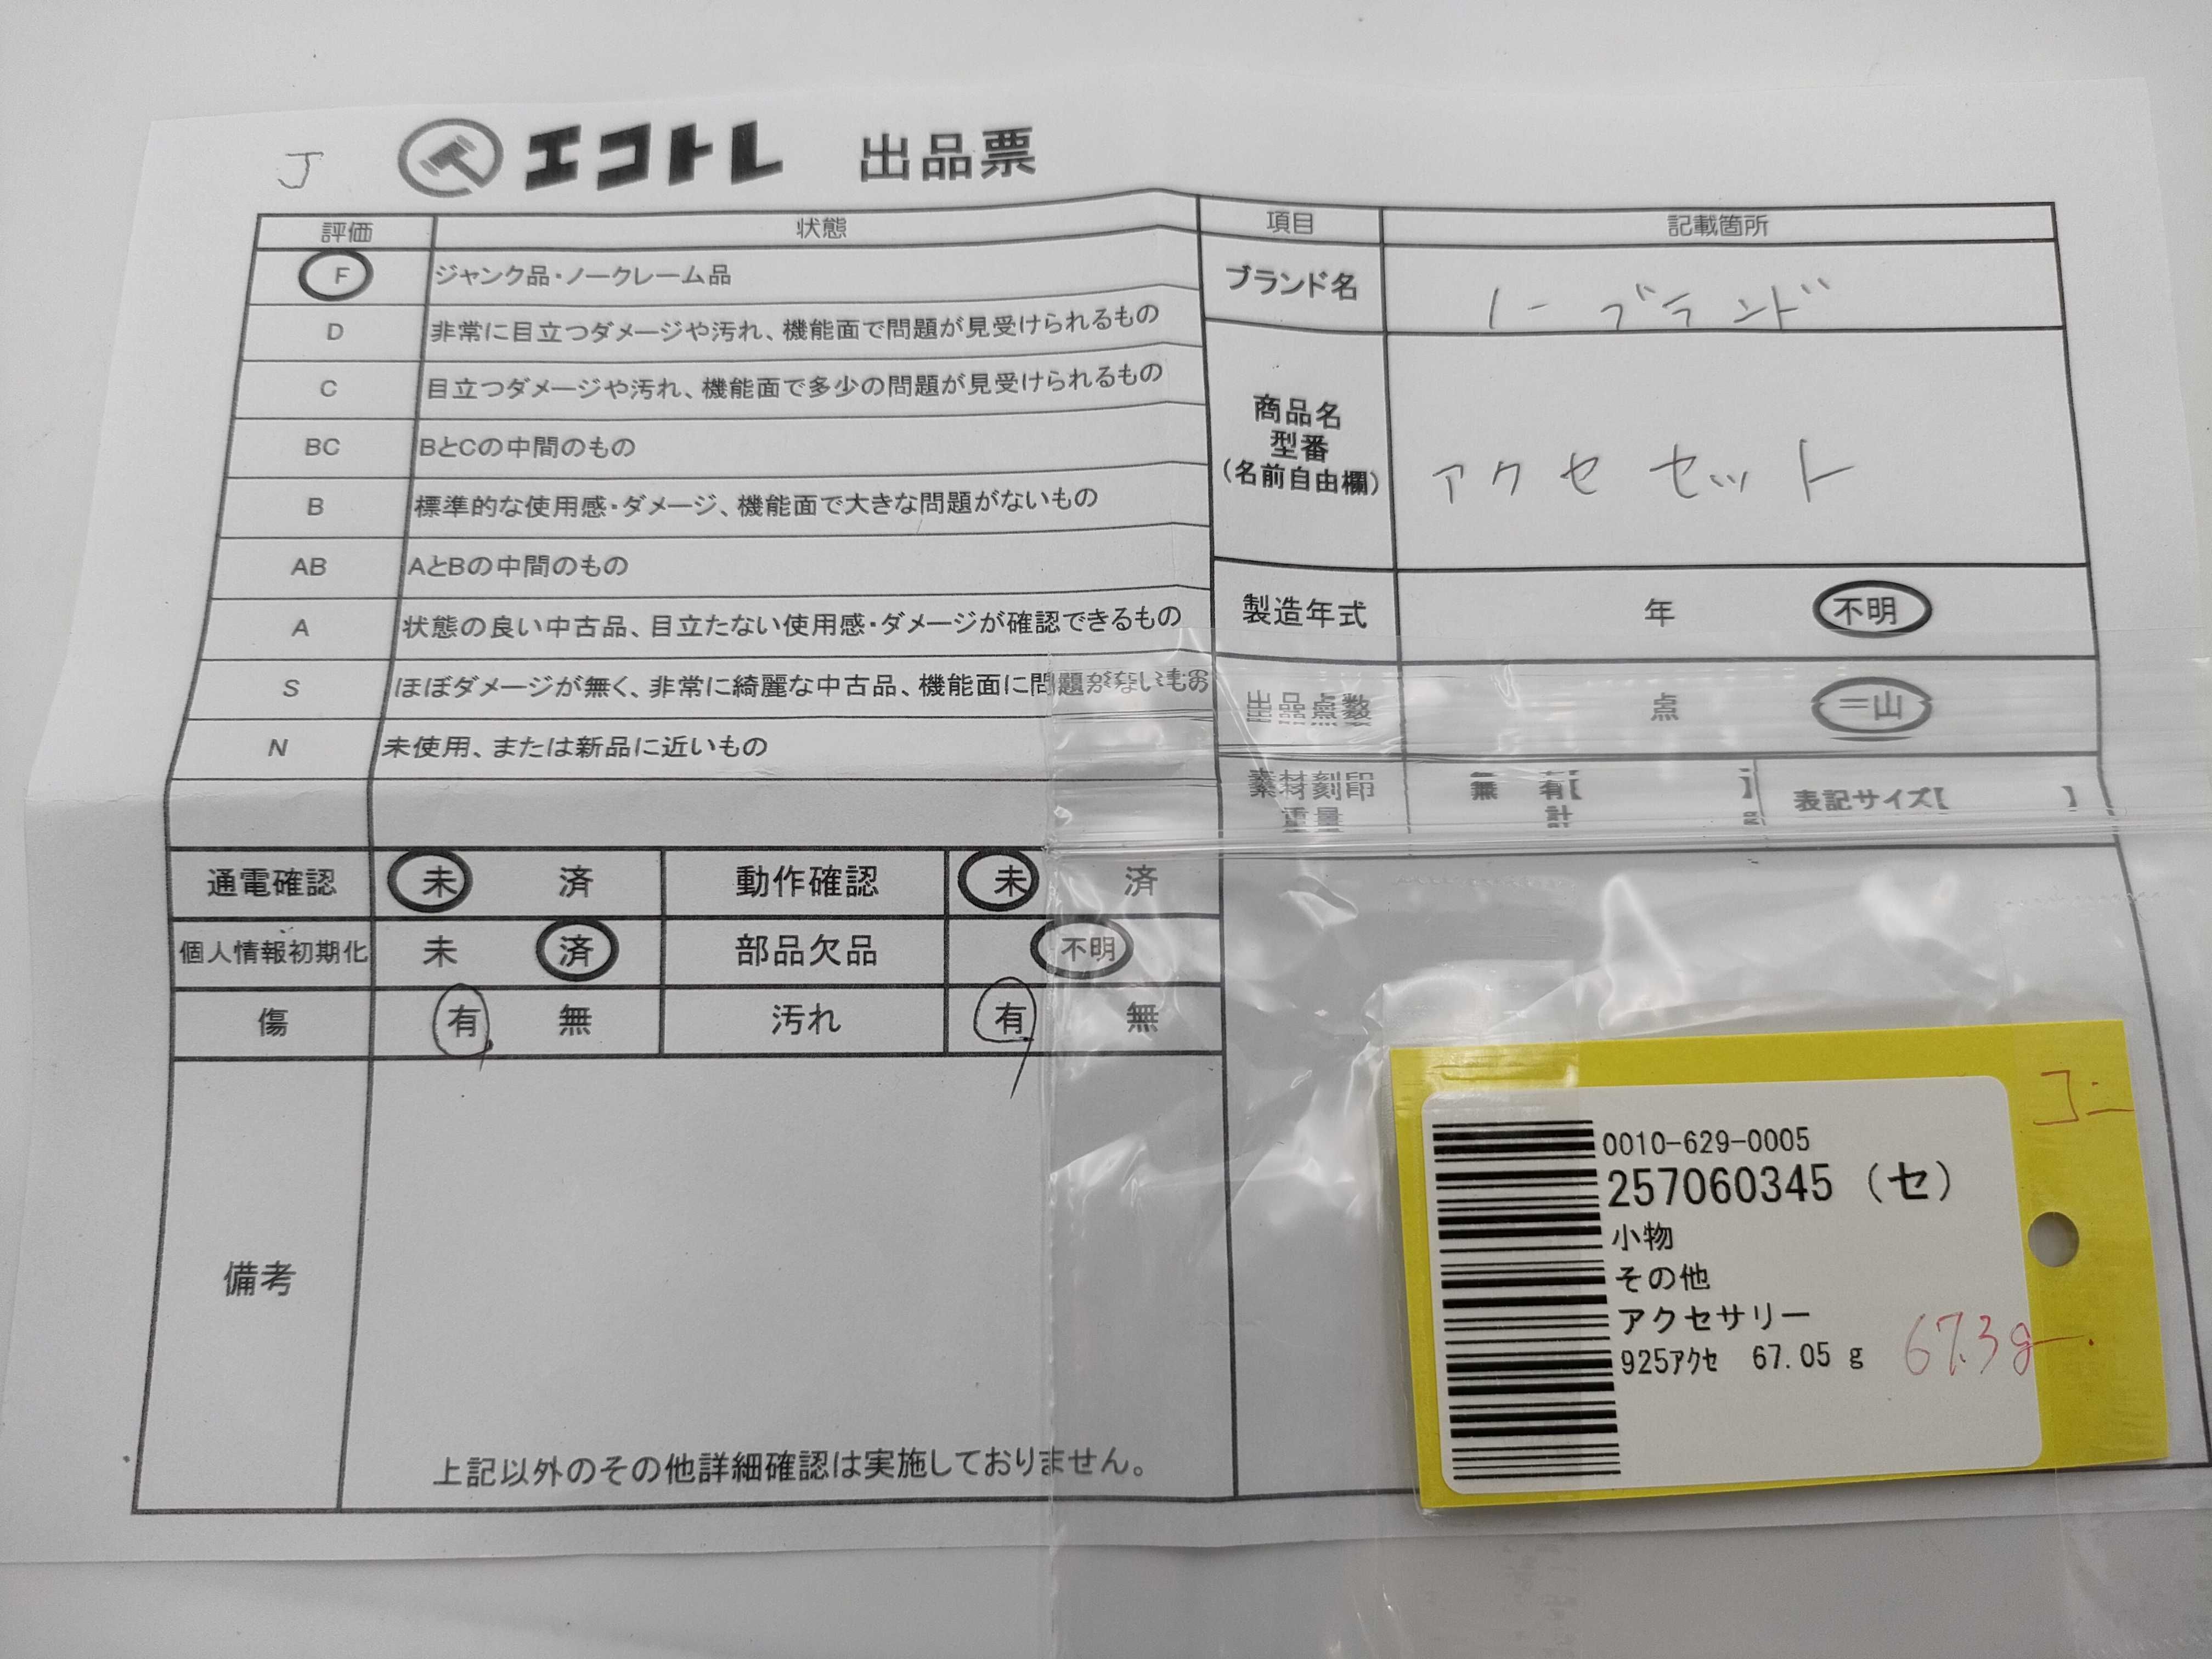 J エコトレ 出品票
評価 状態 項目 記載箇所
F ジャンク品・ノークレーム品
D 非常に目立つダメージや汚れ、機能面で問題が見受けられるもの
C 目立つダメージや汚れ、機能面で多少の問題が見受けられるもの
BC BとCの中間のもの
B 標準的な使用感・ダメージ、機能面で大きな問題がないもの
AB AとBの中間のもの
A 状態の良い中古品、目立たない使用感・ダメージが確認できるもの
S ほぼダメージが無く、非常に綺麗な中古品、機能面に問題がないもの
N 未使用、または新品に近いもの
通電確認 未 済 動作確認 未 済
個人情報初期化 未 済 部品欠品 不明
傷 有 無 汚れ 有 無
備考
上記以外のその他詳細確認は実施しておりません。
ブランド名 ノーブランド
商品名
型番
(名前自由欄)
アクセ セット
製造年式 年 不明
出品点数 点 一山
素材刻印 無 有【 】 表記サイズ【 】
重量 計
0010-629-0005
257060345 (セ)
小物
その他
アクセサリー
925アクセ 67.05 g 67.3g